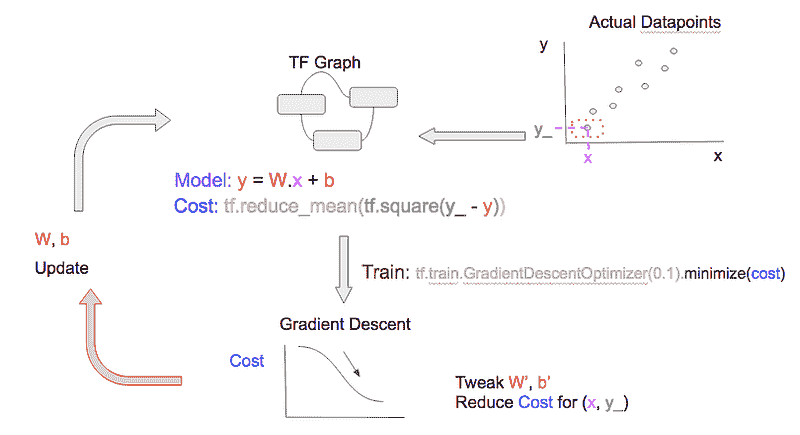 Actual Datapoints
y
TF Graph
y_
x
x
Model: y = W.x + b
Cost: tf.reduce_mean(tf.square(y_ - y))
W, b
Update
Train: tf.train.GradientDescentOptimizer(0.1).minimize(cost)
Gradient Descent
Cost
Tweak W’, b’
Reduce Cost for (x, y_)